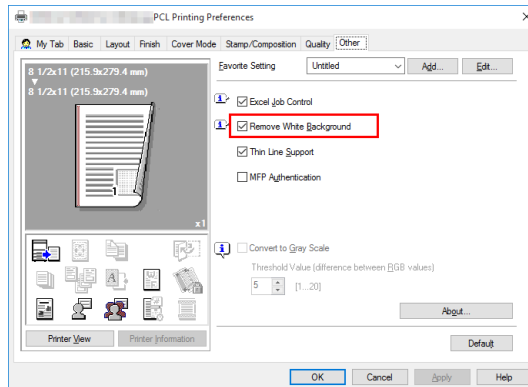 PCL Printing Preferences
My Tab Basic Layout Finish Cover Mode Stamp/Composition Quality Other
8 1/2x11 (215.9x279.4 mm)
8 1/2x11 (215.9x279.4 mm)
1
x1
Printer View Printer Information
Favorite Setting Untitled Add... Edit...
Excel Job Control
Remove White Background
Thin Line Support
MFP Authentication
Convert to Gray Scale
Threshold Value (difference between RGB values)
5 [1...20]
About...
Default
OK Cancel Apply Help